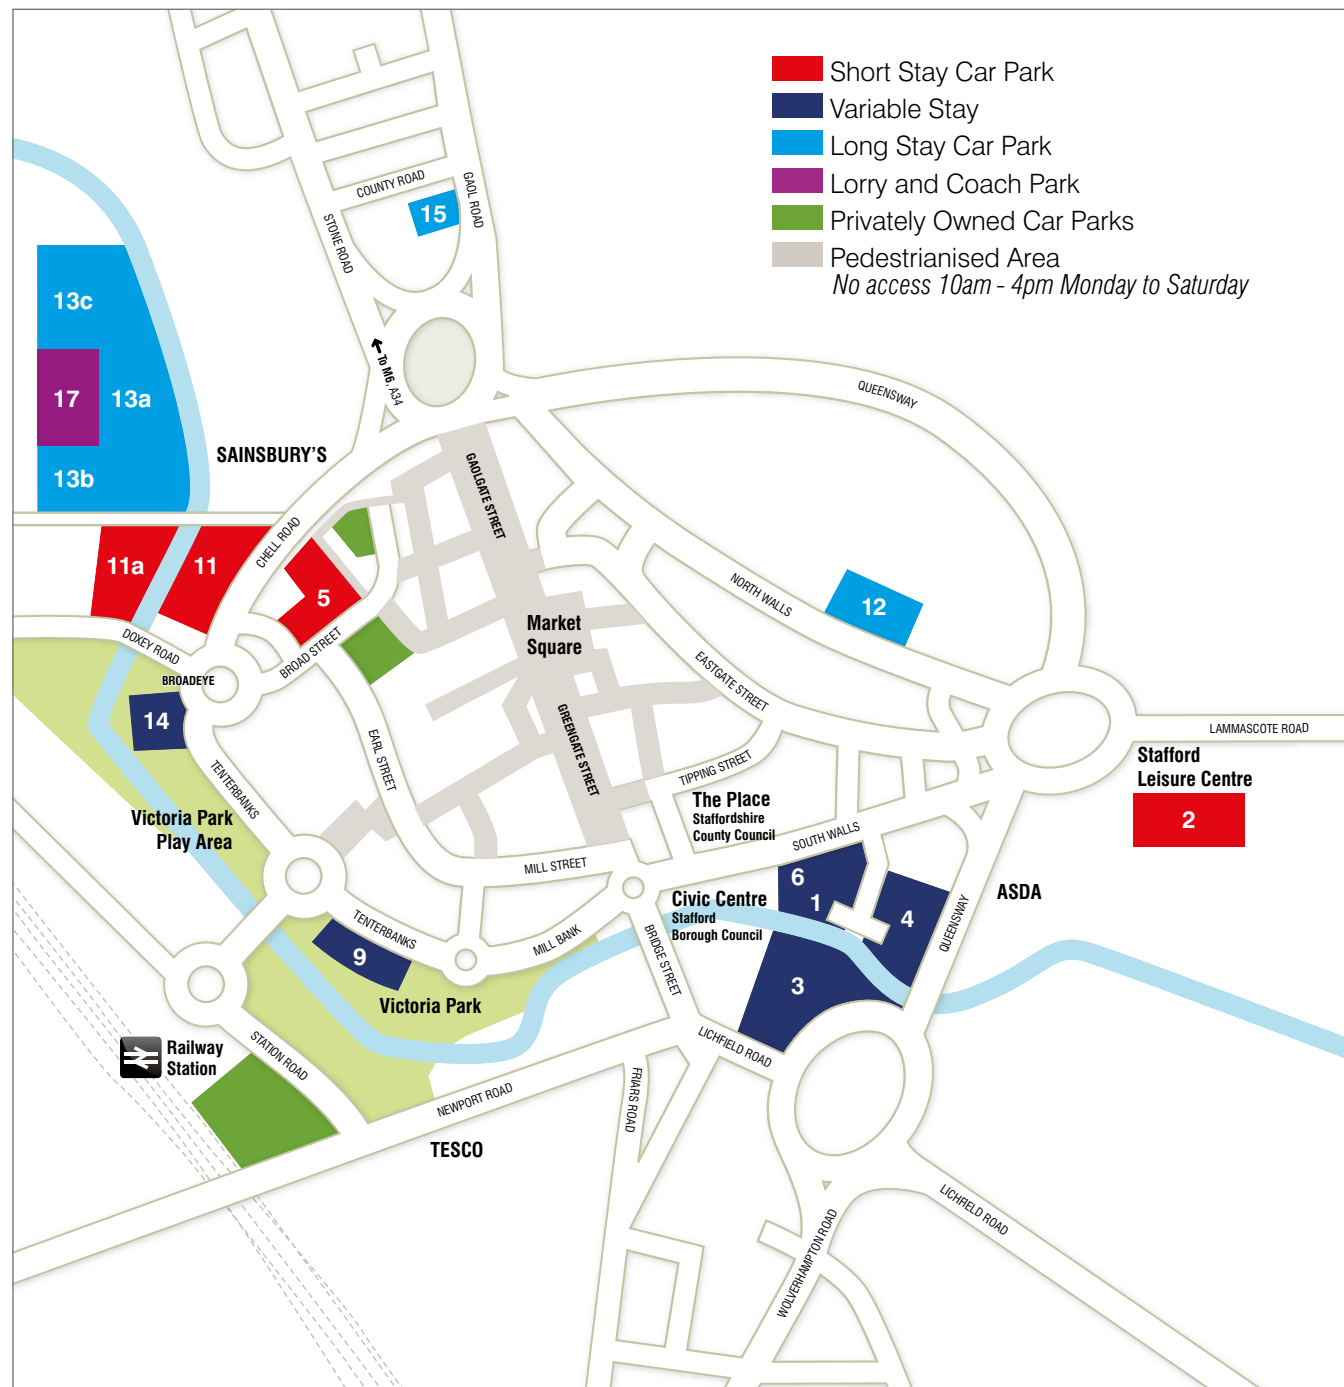 Short Stay Car Park
Variable Stay
Long Stay Car Park
Lorry and Coach Park
Privately Owned Car Parks
Pedestrianised Area
No access 10am - 4pm Monday to Saturday
COUNTY ROAD
GAOL ROAD
15
STONE ROAD
13c
To M6, A34
17
13a
QUEENSWAY
SAINSBURY'S
13b
GAOLGATE STREET
CHELL ROAD
11a
11
5
NORTH WALLS
12
Market
Square
DOXEY ROAD
BROAD STREET
BROADEYE
EASTGATE STREET
14
GREENGATE STREET
EARL STREET
LAMMASCOTE ROAD
Stafford
Leisure Centre
2
TENTERBANKS
TIPPING STREET
The Place
Staffordshire
County Council
Victoria Park
Play Area
SOUTH WALLS
MILL STREET
6
1
4
ASDA
Civic Centre
Stafford
Borough Council
QUEENSWAY
TENTERBANKS
MILL BANK
BRIDGE STREET
9
3
Victoria Park
Railway
Station
STATION ROAD
LICHFIELD ROAD
NEWPORT ROAD
FRIARS ROAD
TESCO
LICHFIELD ROAD
WOLVERHAMPTON ROAD